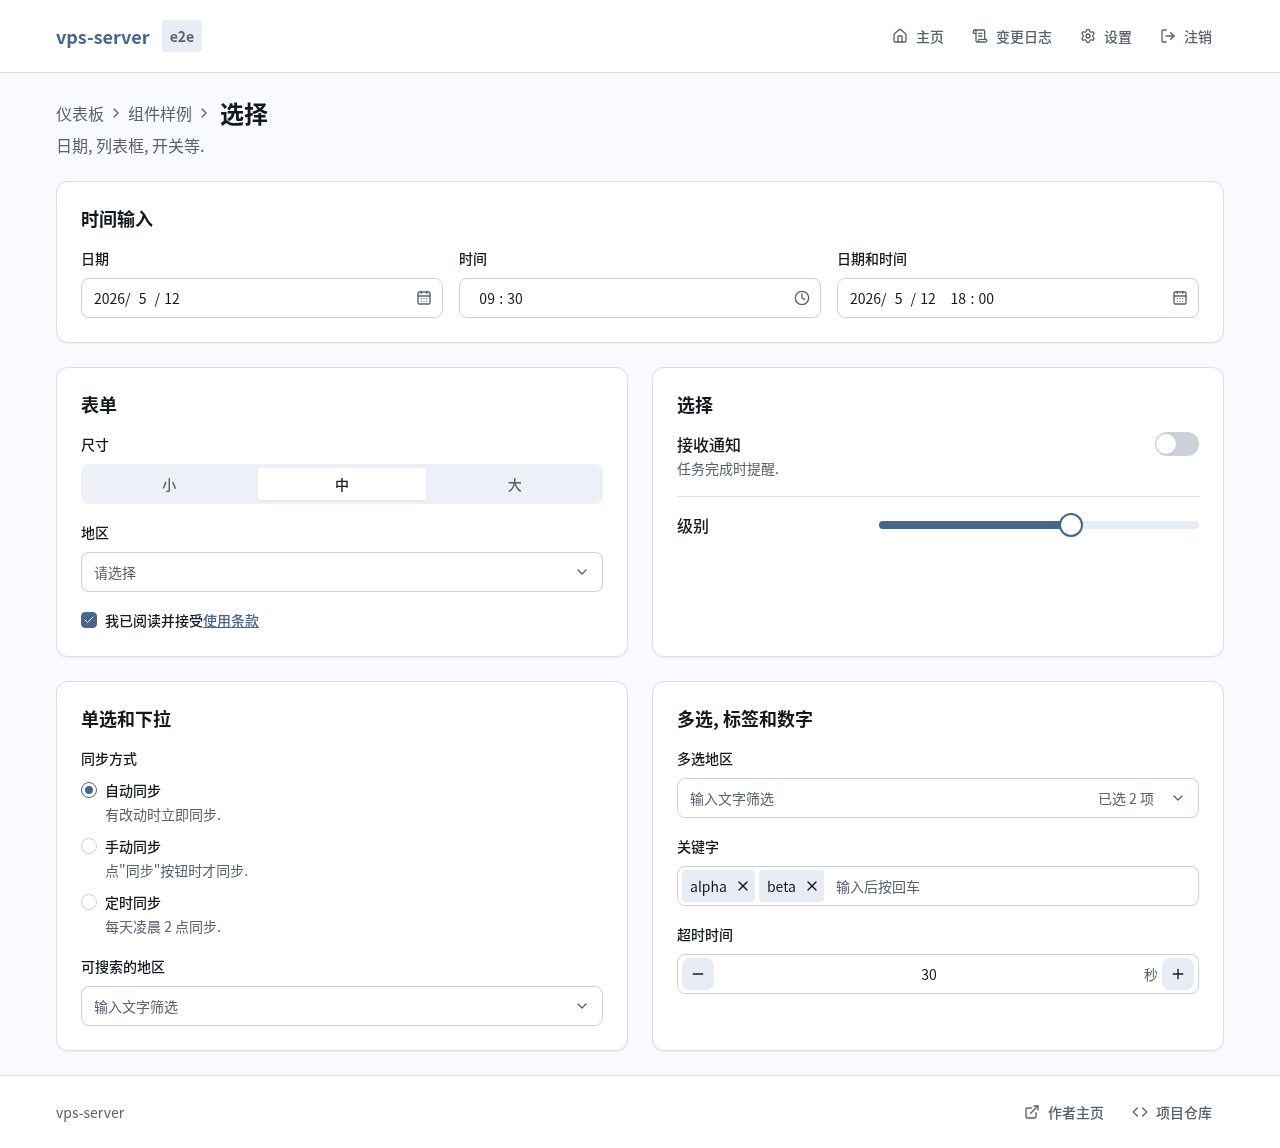 vps-server e2e 主页 变更日志 设置 注销
仪表板 组件样例 选择
日期, 列表框, 开关等.
时间输入
日期 时间 日期和时间
2026/ 5 / 12 09 : 30 2026/ 5 / 12 18 : 00
表单
尺寸
小 中 大
地区
请选择
我已阅读并接受使用条款
选择
接收通知
任务完成时提醒.
级别
单选和下拉
同步方式
自动同步
有改动时立即同步.
手动同步
点"同步"按钮时才同步.
定时同步
每天凌晨 2 点同步.
可搜索的地区
输入文字筛选
多选, 标签和数字
多选地区
输入文字筛选 已选 2 项
关键字
alpha beta 输入后按回车
超时时间
30 秒
vps-server 作者主页 项目仓库